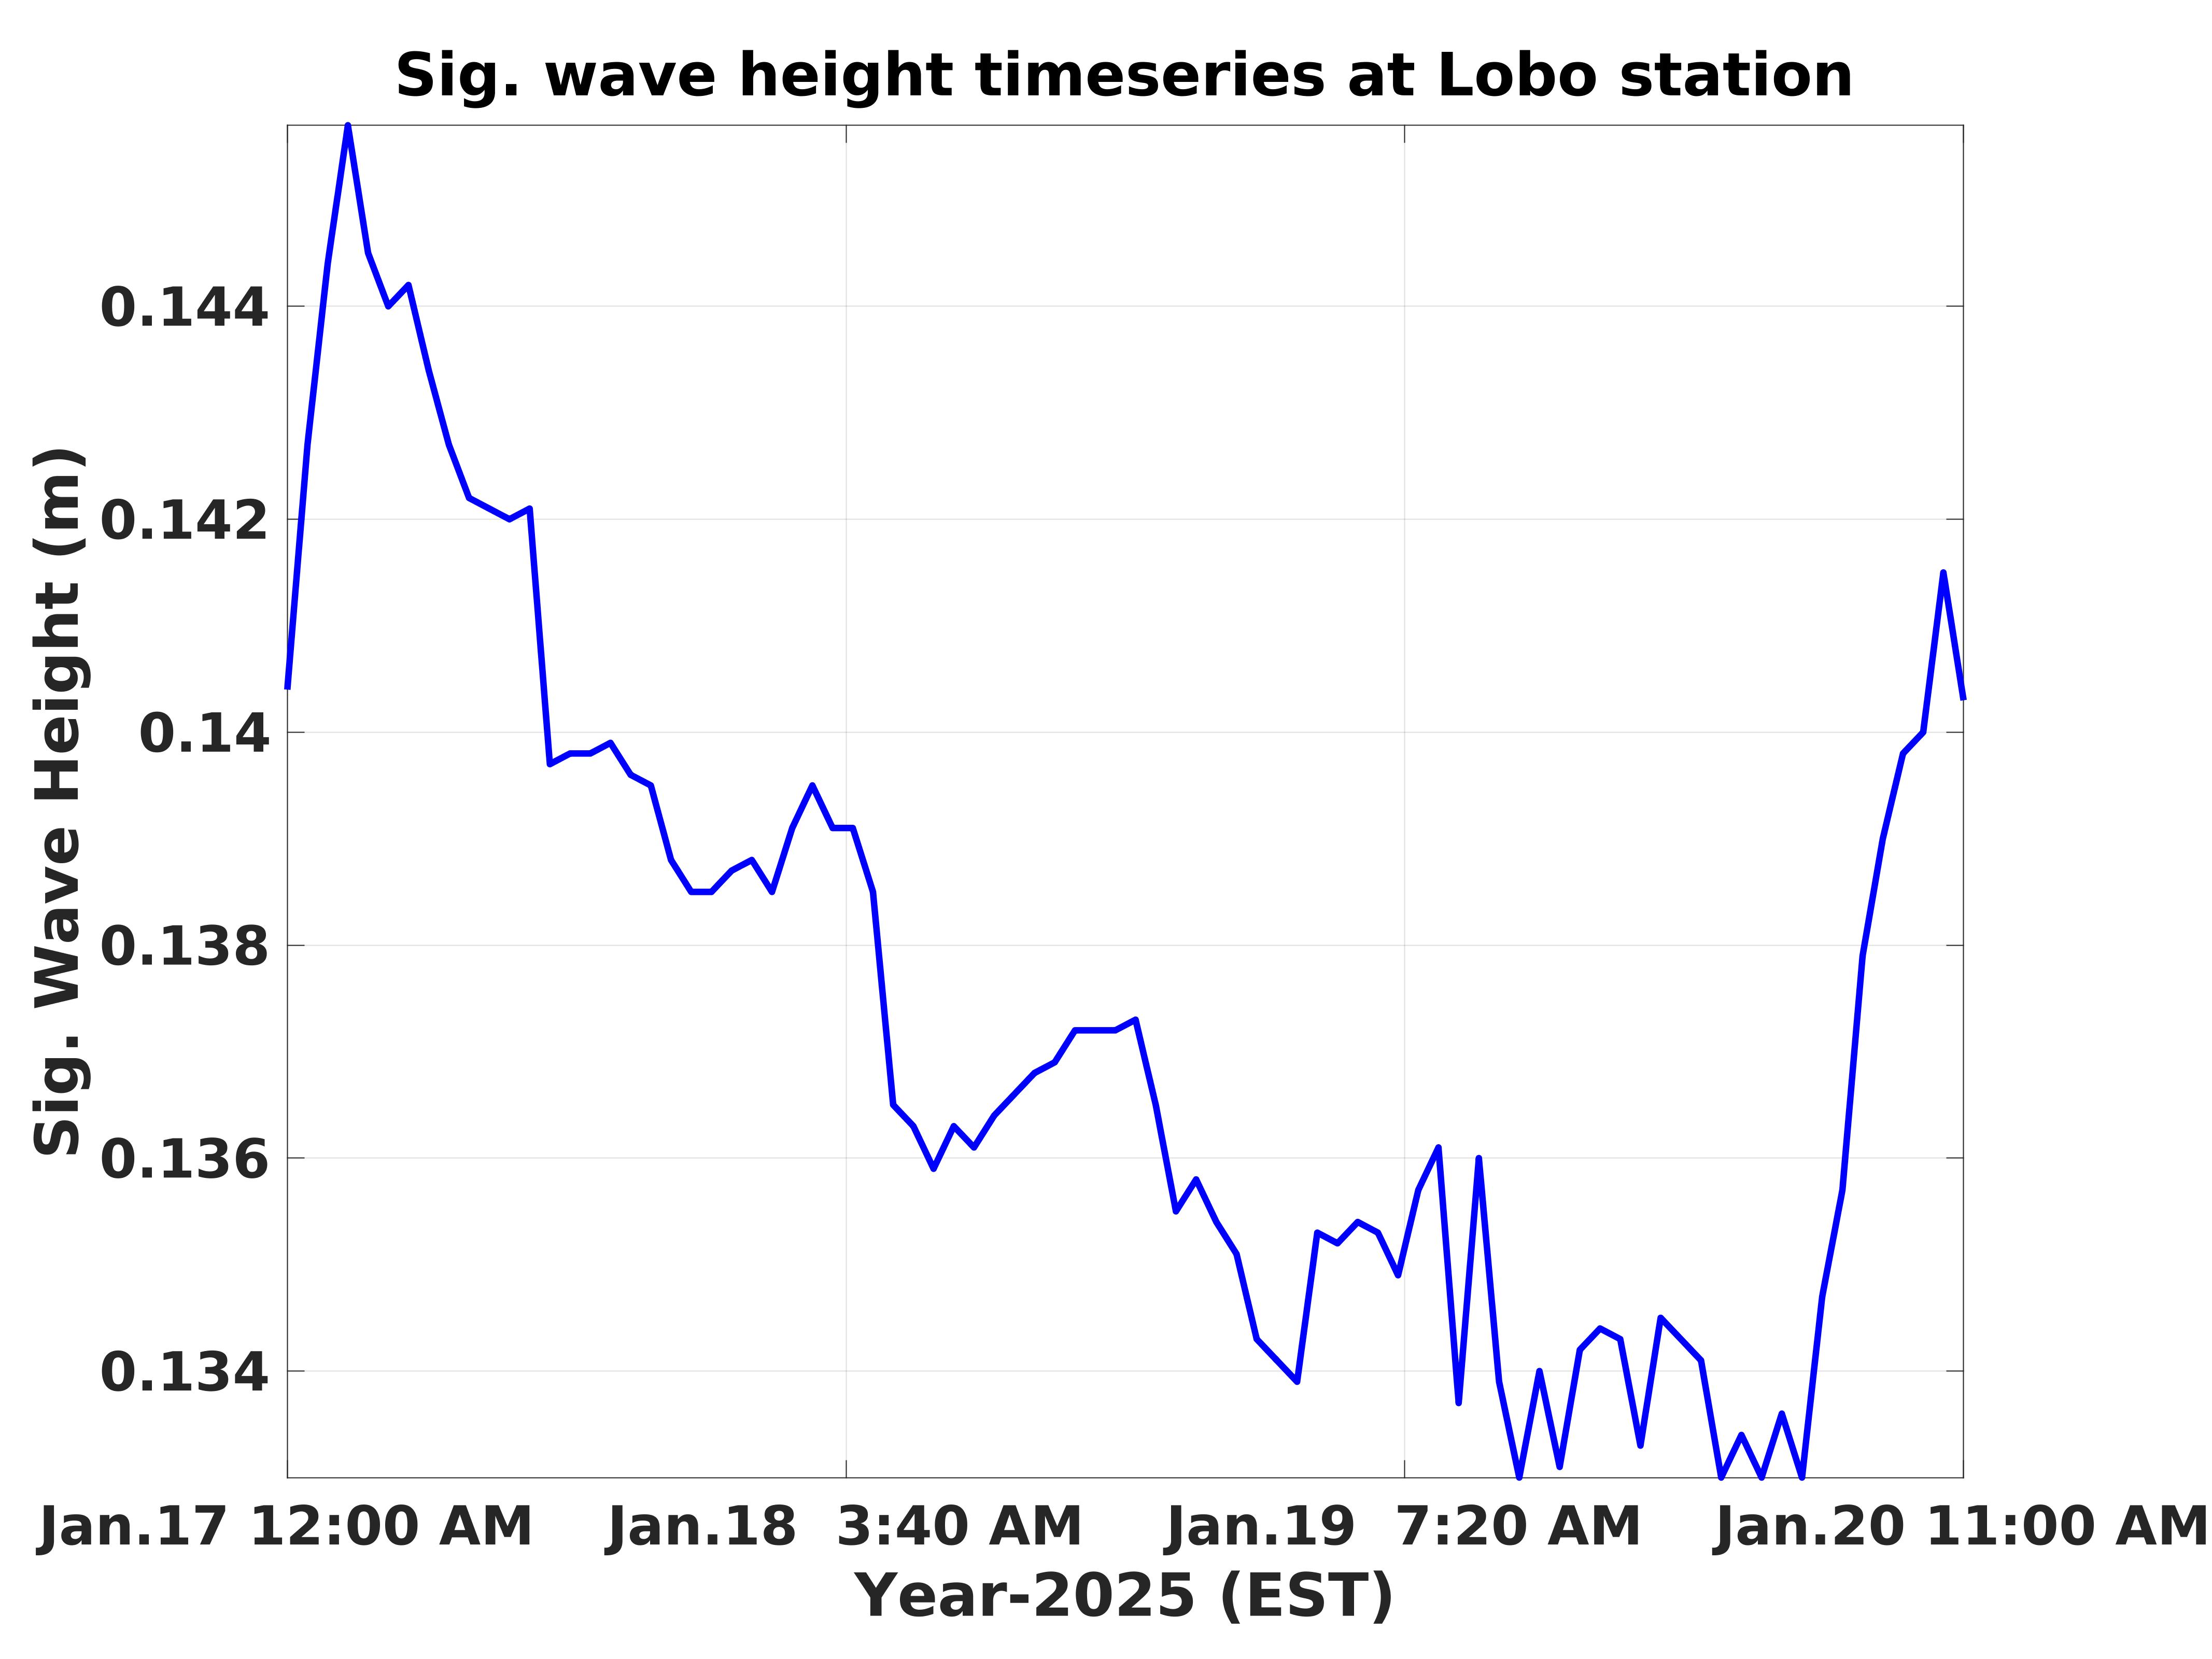 Sig. wave height timeseries at Lobo station
Sig. Wave Height (m)
0.144
0.142
0.14
0.138
0.136
0.134
Jan.17 12:00 AM Jan.18 3:40 AM Jan.19 7:20 AM Jan.20 11:00 AM
Year-2025 (EST)